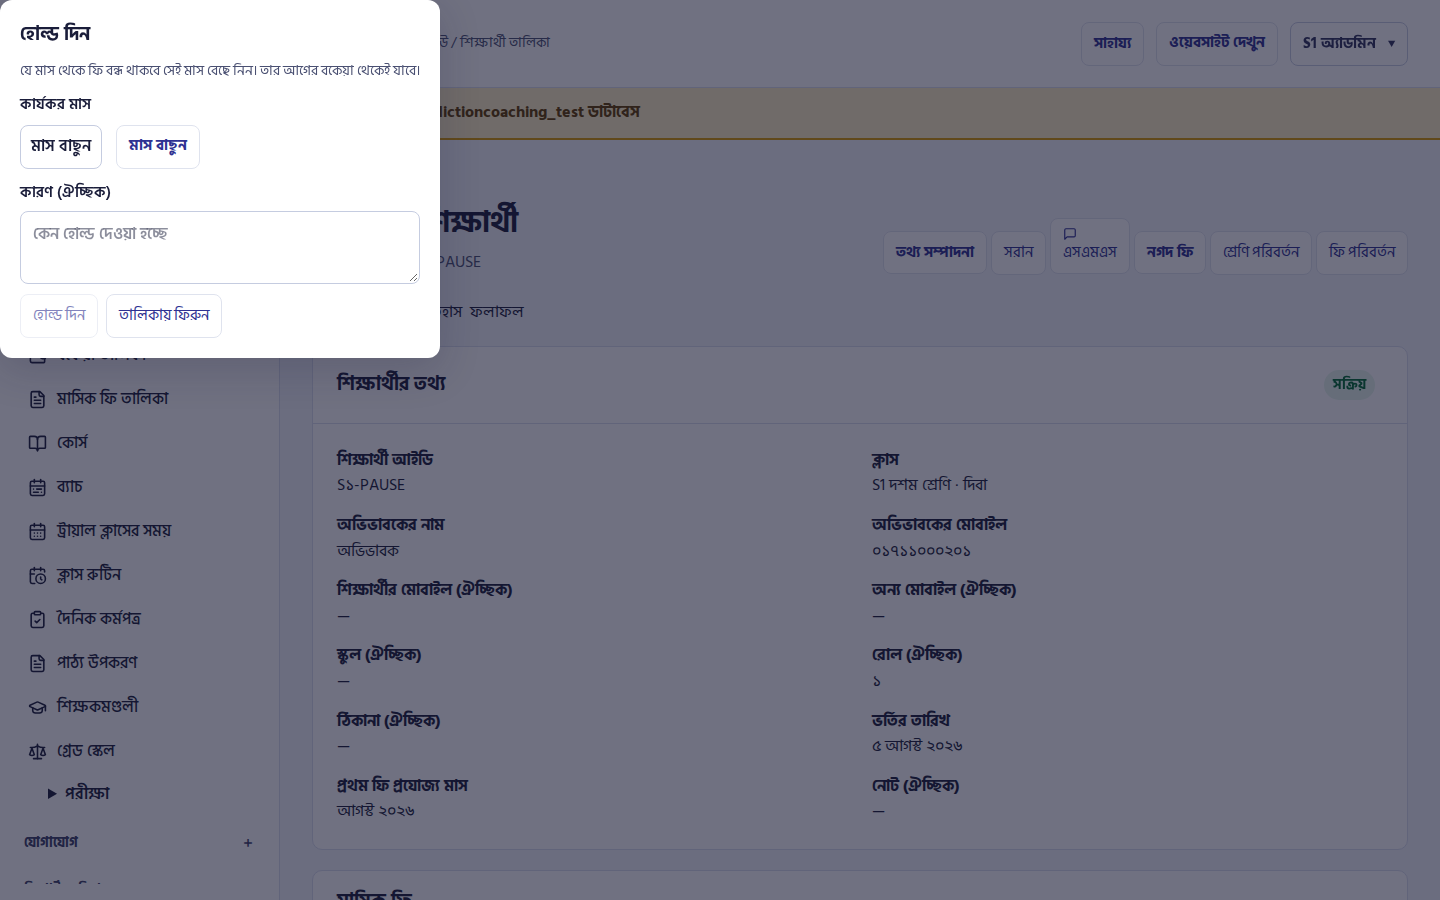 হোল্ড দিন
যে মাস থেকে ফি বন্ধ থাকবে সেই মাস বেছে নিন। তার আগের বকেয়া থেকেই যাবে।
কার্যকর মাস
মাস বাছুন
মাস বাছুন
কারণ (ঐচ্ছিক)
কেন হোল্ড দেওয়া হচ্ছে
হোল্ড দিন
তালিকায় ফিরুন
/ শিক্ষার্থী তালিকা
সাহায্য
ওয়েবসাইট দেখুন
S1 অ্যাডমিন
ictioncoaching_test ডাটাবেস
PAUSE
তথ্য সম্পাদনা
সরান
এসএমএস
নগদ ফি
শ্রেণি পরিবর্তন
ফি পরিবর্তন
ফলাফল
মাসিক ফি তালিকা
কোর্স
ব্যাচ
ট্রায়াল ক্লাসের সময়
ক্লাস রুটিন
দৈনিক কর্মপত্র
পাঠ্য উপকরণ
শিক্ষকমণ্ডলী
গ্রেড স্কেল
পরীক্ষা
যোগাযোগ +
শিক্ষার্থীর তথ্য
সক্রিয়
শিক্ষার্থী আইডি
S১-PAUSE
ক্লাস
S1 দশম শ্রেণি · দিবা
অভিভাবকের নাম
অভিভাবক
অভিভাবকের মোবাইল
০১৭১১০০০২০১
শিক্ষার্থীর মোবাইল (ঐচ্ছিক)
—
অন্য মোবাইল (ঐচ্ছিক)
—
স্কুল (ঐচ্ছিক)
—
রোল (ঐচ্ছিক)
১
ঠিকানা (ঐচ্ছিক)
—
ভর্তির তারিখ
৫ আগস্ট ২০২৬
প্রথম ফি প্রযোজ্য মাস
আগস্ট ২০২৬
নোট (ঐচ্ছিক)
—
মাসিক ফি